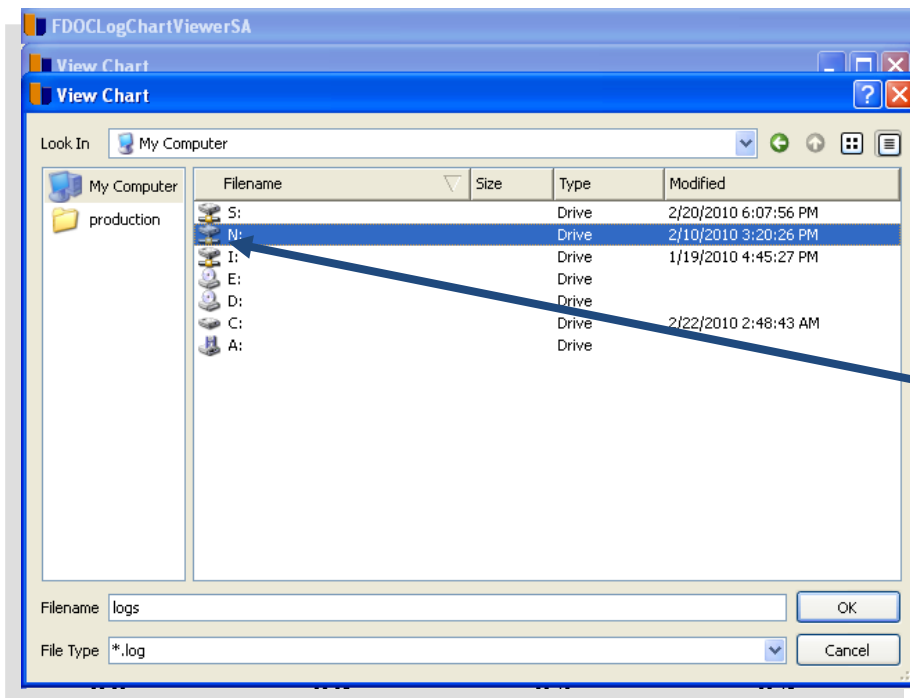 FDOCLogChartViewerSA
View Chart
View Chart
Look In My Computer
My Computer
production
Filename Size Type Modified
S: Drive 2/20/2010 6:07:56 PM
N: Drive 2/10/2010 3:20:26 PM
I: Drive 1/19/2010 4:45:27 PM
E: Drive
D: Drive
C: Drive 2/22/2010 2:48:43 AM
A: Drive
Filename logs OK
File Type *.log Cancel